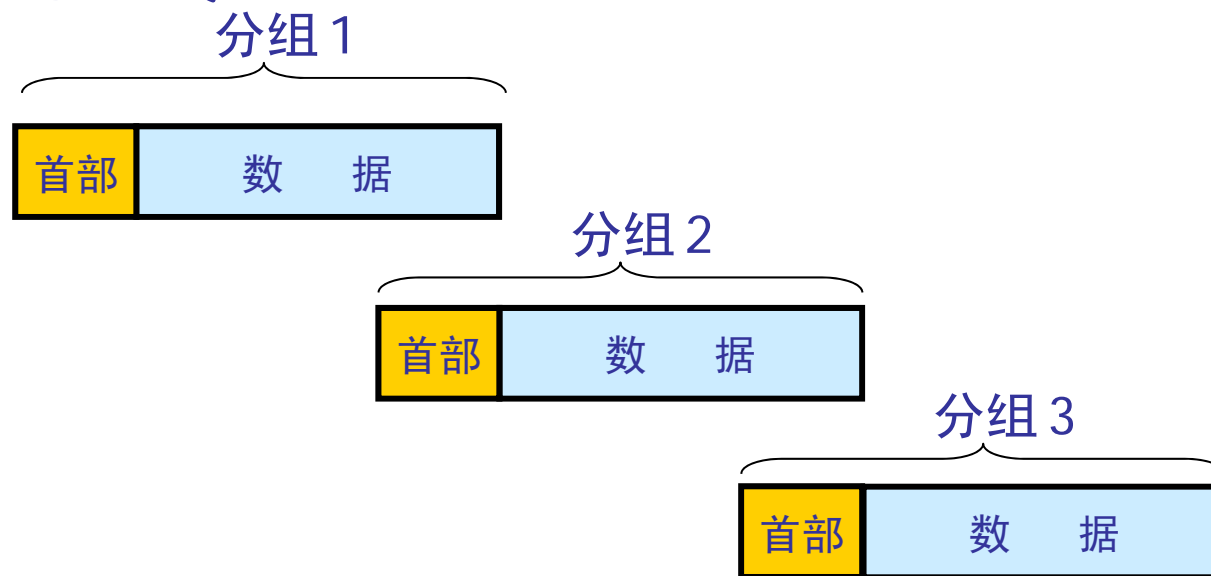 分组 1
首部 数 据
分组 2
首部 数 据
分组 3
首部 数 据